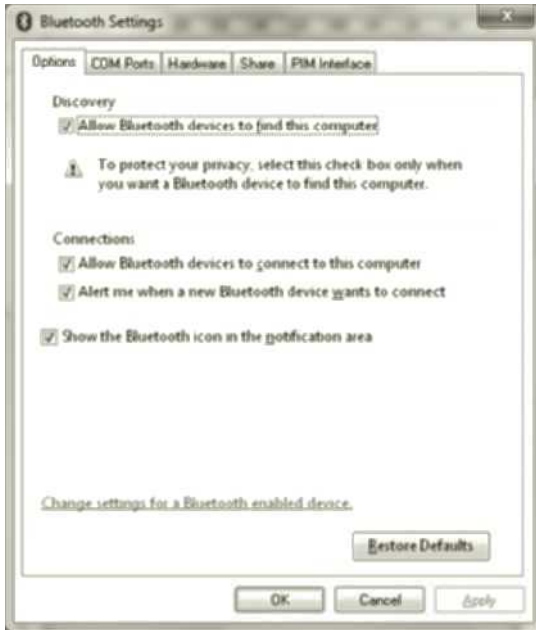 Bluetooth Settings
Options COM Ports Hardware Share PIM Interface
Discovery
Allow Bluetooth devices to find this computer
To protect your privacy, select this check box only when
you want a Bluetooth device to find this computer.
Connections
Allow Bluetooth devices to connect to this computer
Alert me when a new Bluetooth device wants to connect
Show the Bluetooth icon in the notification area
Change settings for a Bluetooth enabled device.
Restore Defaults
OK Cancel Apply